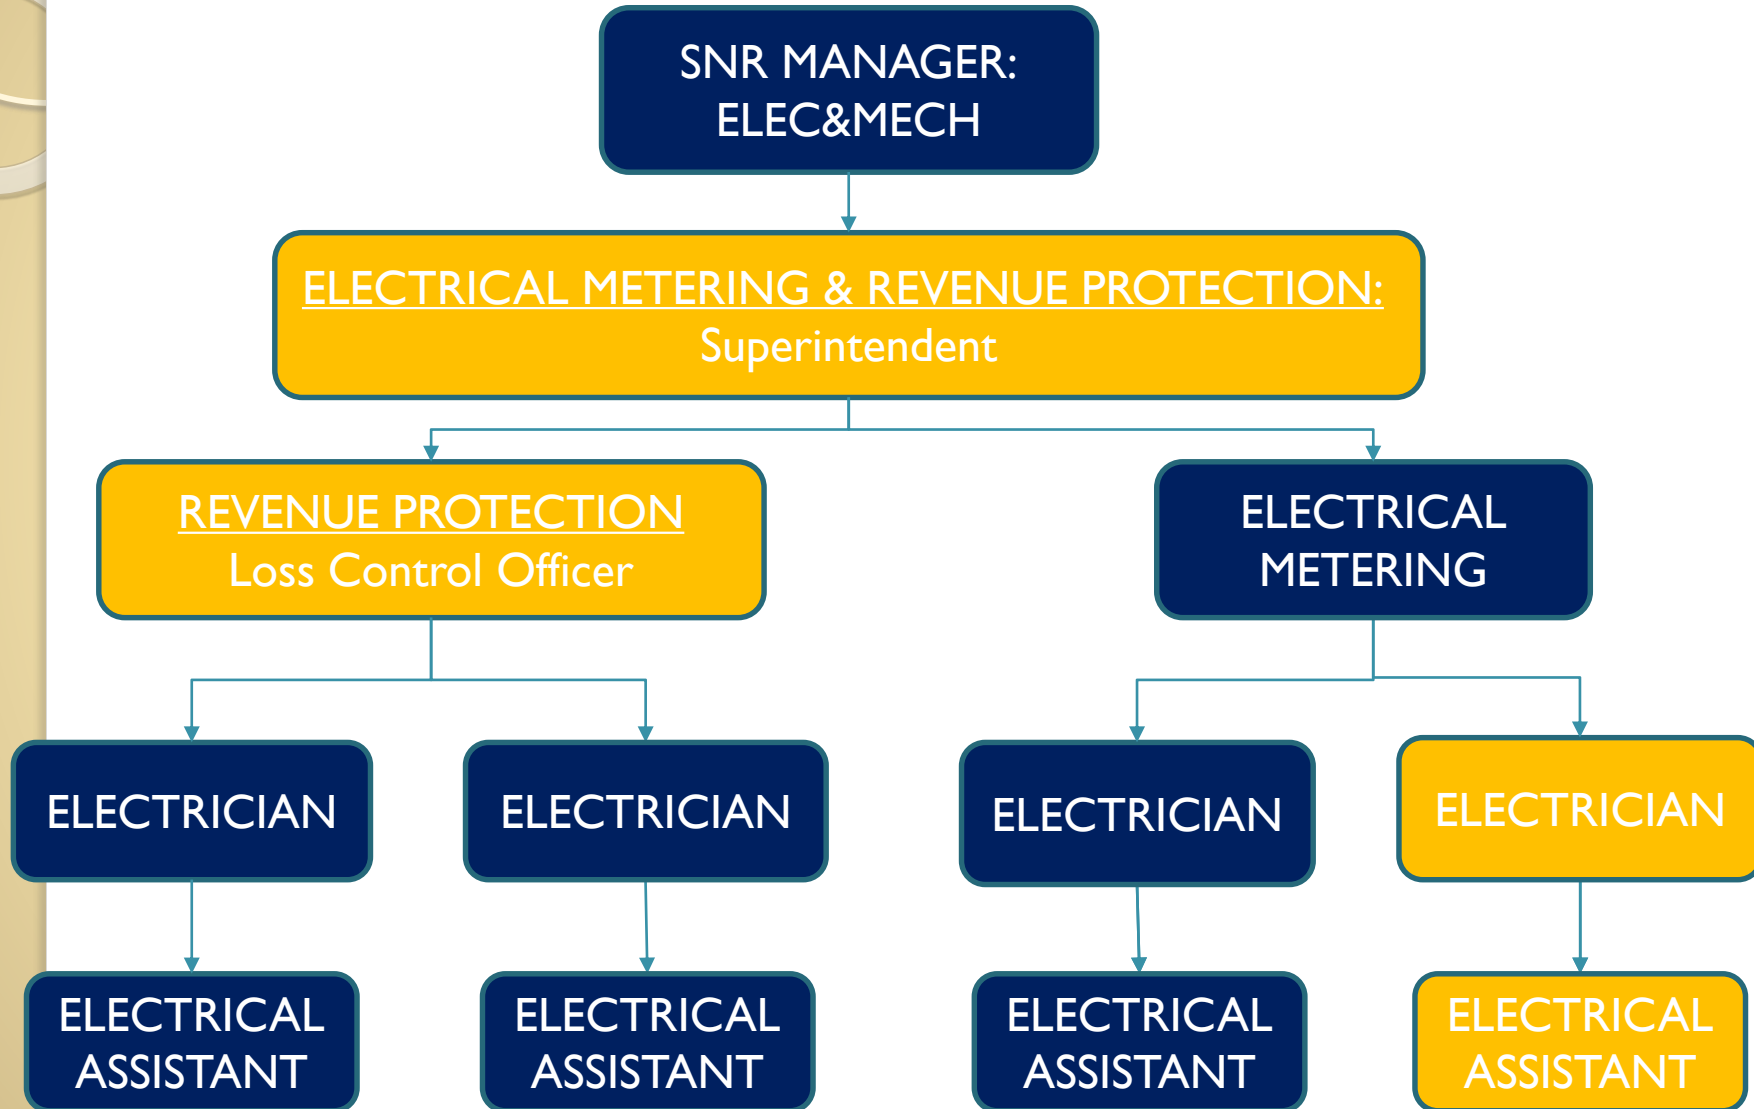 SNR MANAGER:
ELEC&MECH
ELECTRICAL METERING & REVENUE PROTECTION:
Superintendent
REVENUE PROTECTION
Loss Control Officer
ELECTRICAL
METERING
ELECTRICIAN
ELECTRICIAN
ELECTRICIAN
ELECTRICIAN
ELECTRICAL
ASSISTANT
ELECTRICAL
ASSISTANT
ELECTRICAL
ASSISTANT
ELECTRICAL
ASSISTANT